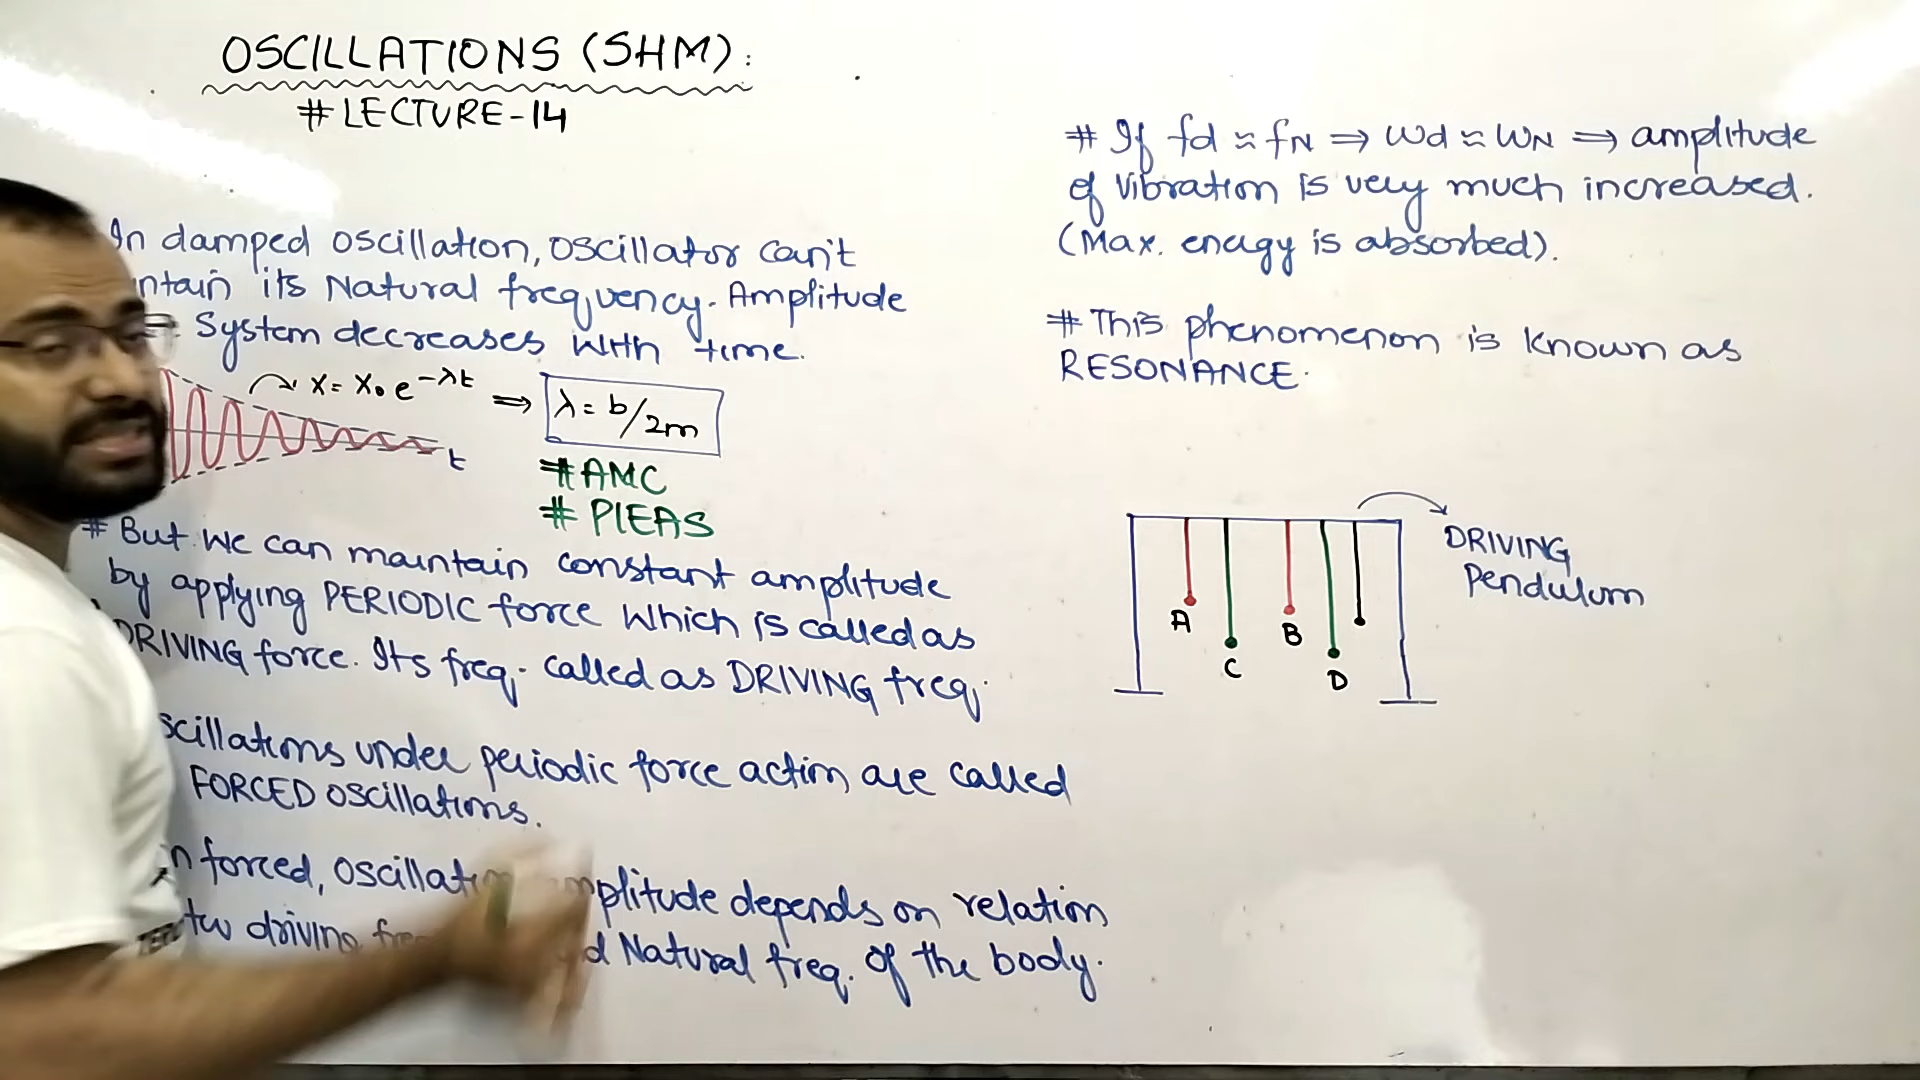 OSCILLATIONS (SHM):
# LECTURE-14
In damped oscillation, oscillator can't
ntain its Natural frequency. Amplitude
System decreases with time.
x = x₀ e^-λt ⇒ λ = b/2m
t
# AMC
# PIEAS
# But we can maintain constant amplitude
by applying PERIODIC force which is called as
DRIVING force. Its freq. called as DRIVING freq.
scillations under periodic force action are called
FORCED oscillations.
n forced, oscillati mplitude depends on relation
tw driving fre d Natural freq. of the body.
# If fd ≈ fN ⇒ ωd ≈ ωN ⇒ amplitude
of vibration is very much increased.
(Max. energy is absorbed).
# This phenomenon is known as
RESONANCE.
DRIVING
Pendulum
A
B
C
D